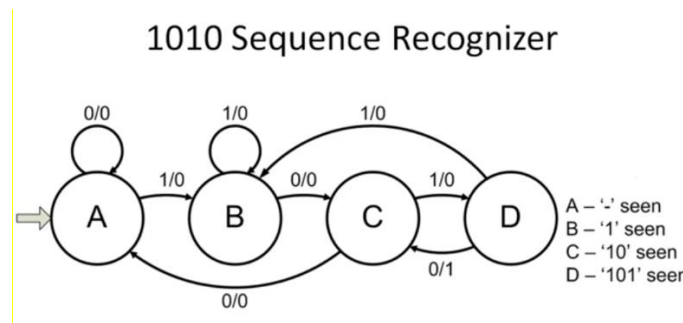 1010 Sequence Recognizer
0/0
1/0
1/0
1/0
0/0
1/0
A
B
C
D
0/1
0/0
A – ‘-’ seen
B – ‘1’ seen
C – ‘10’ seen
D – ‘101’ seer